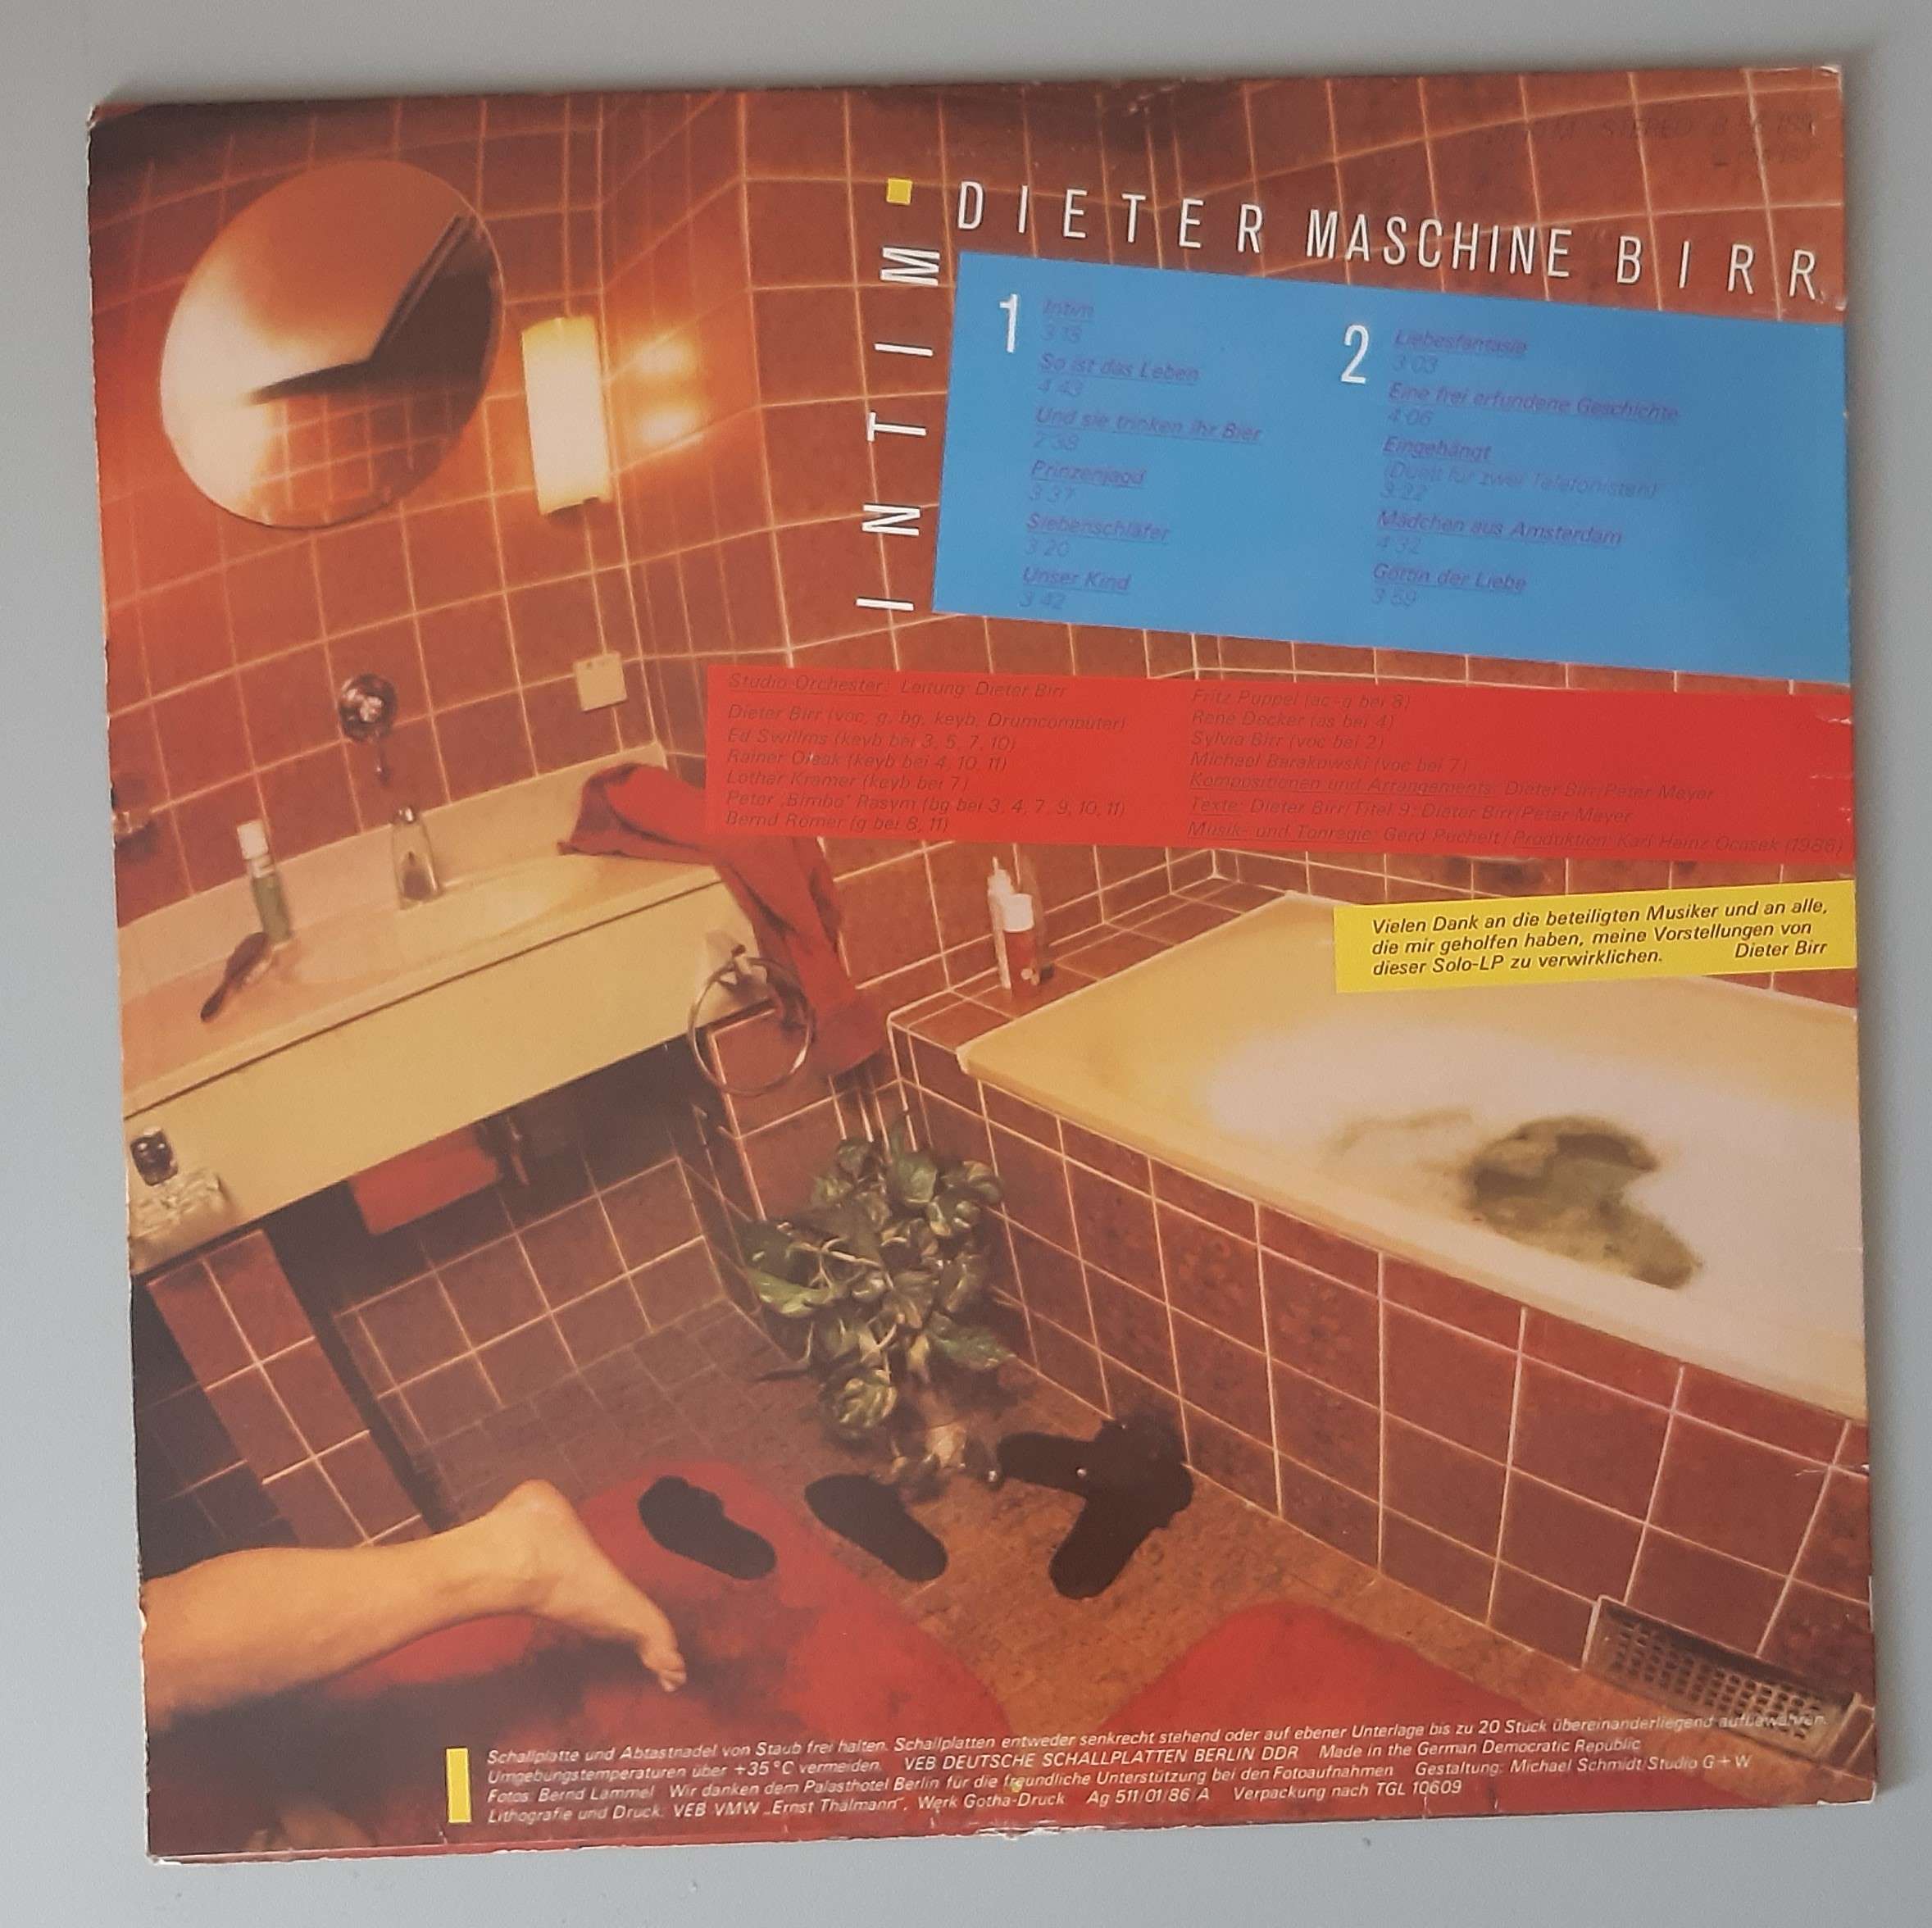 STEREO
DIETER MASCHINE BIRR
INTIM
1
Intim
3:13
So ist das Leben
4:43
Und sie trinken ihr Bier
2:38
Prinzenjagd
3:37
Siebenschläfer
3:20
Unser Kind
3:42
2
Liebesfantasie
3:03
Eine frei erfundene Geschichte
4:06
Eingehängt
(Duett für zwei Telefonisten)
3:22
Mädchen aus Amsterdam
4:32
Göttin der Liebe
3:59
Studio-Orchester: Leitung: Dieter Birr
Dieter Birr (voc, g, bg, keyb, Drumcomputer)
Ed Swillms (keyb bei 3, 5, 7, 10)
Rainer Oleak (keyb bei 4, 10, 11)
Lothar Kramer (keyb bei 7)
Peter „Bimbo" Rasym (bg bei 3, 4, 7, 9, 10, 11)
Bernd Römer (g bei 8, 11)
Fritz Puppel (ac-g bei 8)
René Decker (as bei 4)
Sylvia Birr (voc bei 2)
Michael Barakowski (voc bei 7)
Kompositionen und Arrangements: Dieter Birr/Peter Meyer
Texte: Dieter Birr/Titel 9: Dieter Birr/Peter Meyer
Musik- und Tonregie: Gerd Puchelt/Produktion: Karl Heinz Ocasek (1986)
Vielen Dank an die beteiligten Musiker und an alle,
die mir geholfen haben, meine Vorstellungen von
dieser Solo-LP zu verwirklichen. Dieter Birr
Schallplatte und Abtastnadel von Staub frei halten. Schallplatten entweder senkrecht stehend oder auf ebener Unterlage bis zu 20 Stück übereinanderliegend aufbewahren.
Umgebungstemperaturen über +35 °C vermeiden. VEB DEUTSCHE SCHALLPLATTEN BERLIN DDR Made in the German Democratic Republic
Fotos: Bernd Lammel Wir danken dem Palasthotel Berlin für die freundliche Unterstützung bei den Fotoaufnahmen Gestaltung: Michael Schmidt/Studio G+W
Lithografie und Druck: VEB VMW „Ernst Thälmann", Werk Gotha-Druck Ag 511/01/86/A Verpackung nach TGL 10609